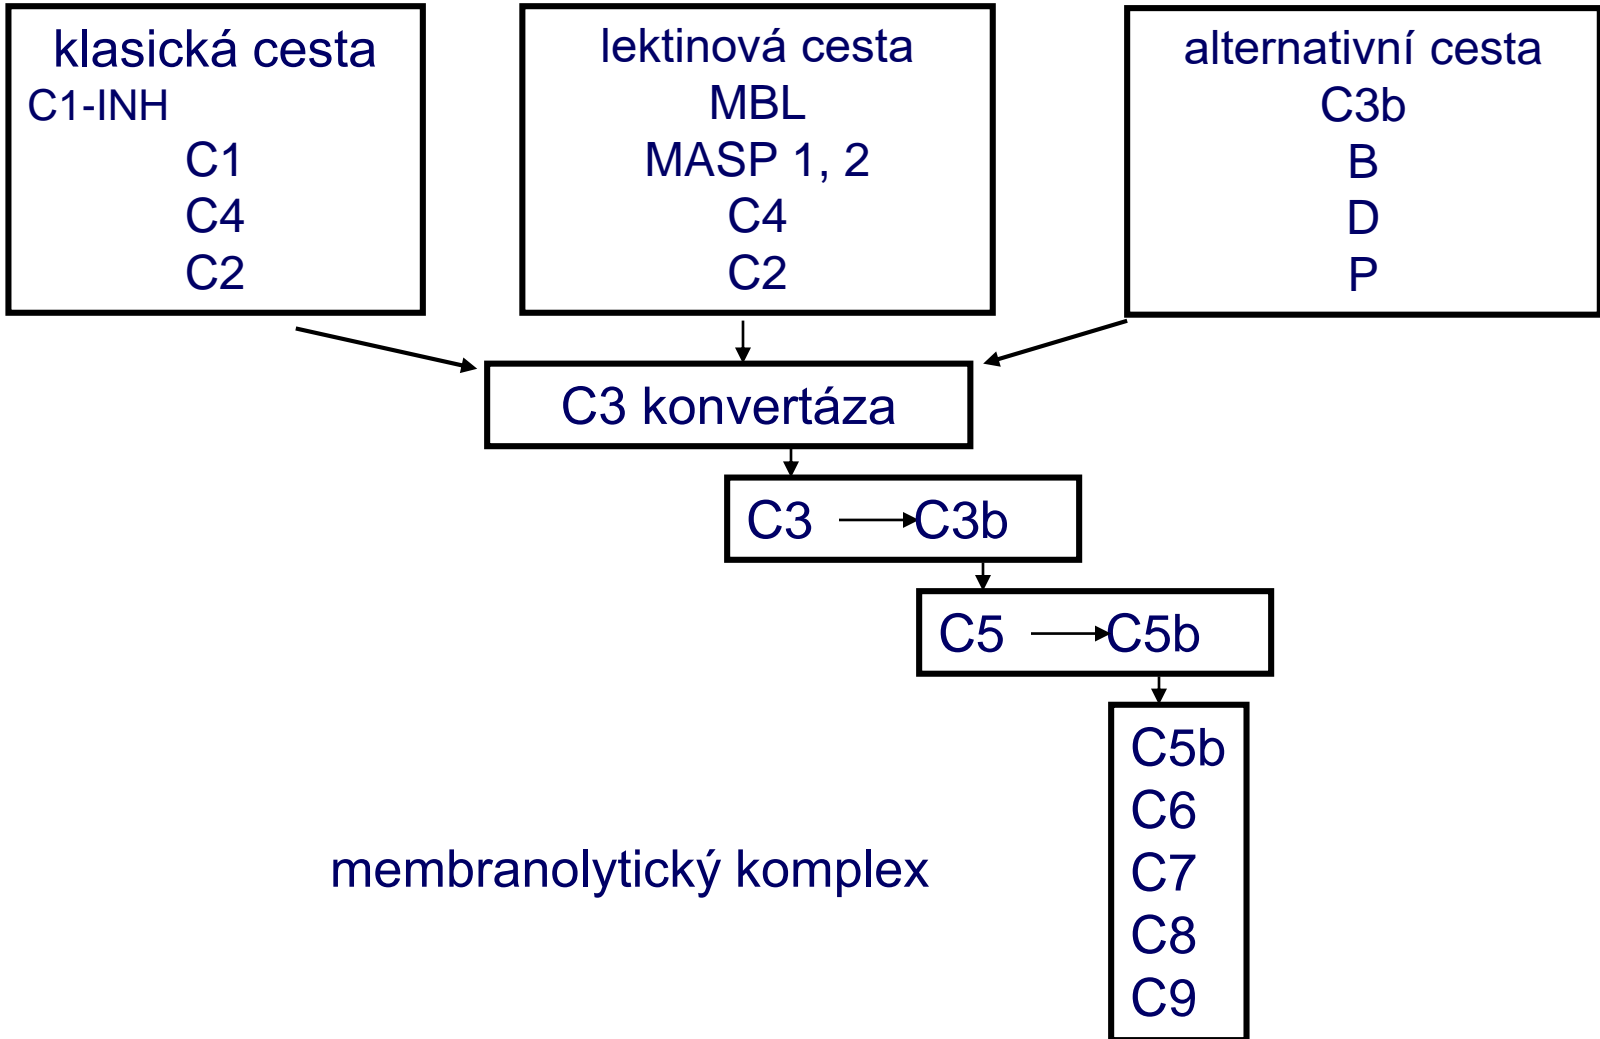 klasická cesta
C1-INH
C1
C4
C2
lektinová cesta
MBL
MASP 1, 2
C4
C2
alternativní cesta
C3b
B
D
P
C3 konvertáza
C3 C3b
C5 C5b
membranolytický komplex
C5b
C6
C7
C8
C9